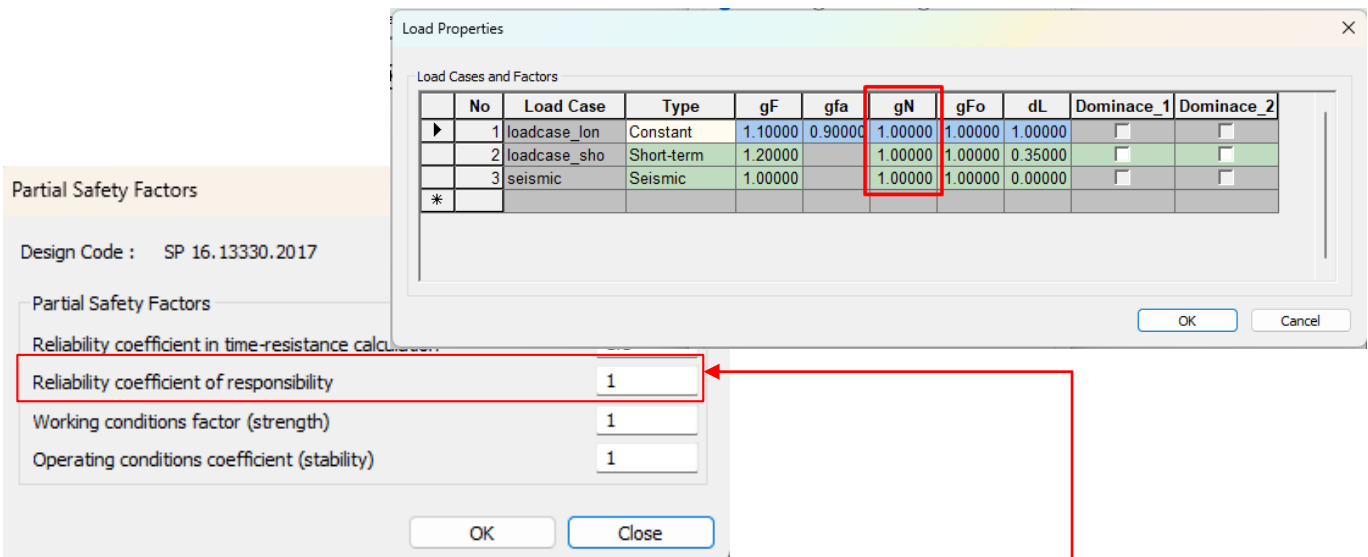 Load Properties
Load Cases and Factors
No Load Case Type gF gfa gN gFo dL Dominace_1 Dominace_2
1 loadcase_lon Constant 1.10000 0.90000 1.00000 1.00000 1.00000
2 loadcase_sho Short-term 1.20000 1.00000 1.00000 0.35000
3 seismic Seismic 1.00000 1.00000 1.00000 0.00000
*
OK Cancel
Partial Safety Factors
Design Code : SP 16.13330.2017
Partial Safety Factors
Reliability coefficient in time-resistance calculation
Reliability coefficient of responsibility 1
Working conditions factor (strength) 1
Operating conditions coefficient (stability) 1
OK Close